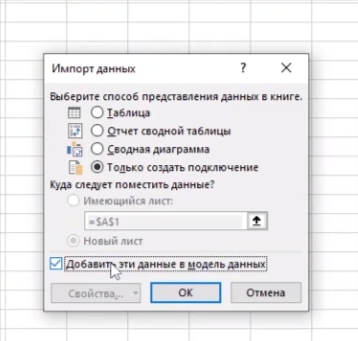 Импорт данных
?
Выберите способ представления данных в книге.
Таблица
Отчет сводной таблицы
Сводная диаграмма
Только создать подключение
Куда следует поместить данные?
Имеющийся лист:
=$A$1
Новый лист
Добавить эти данные в модель данных
Свойства...
ОК
Отмена